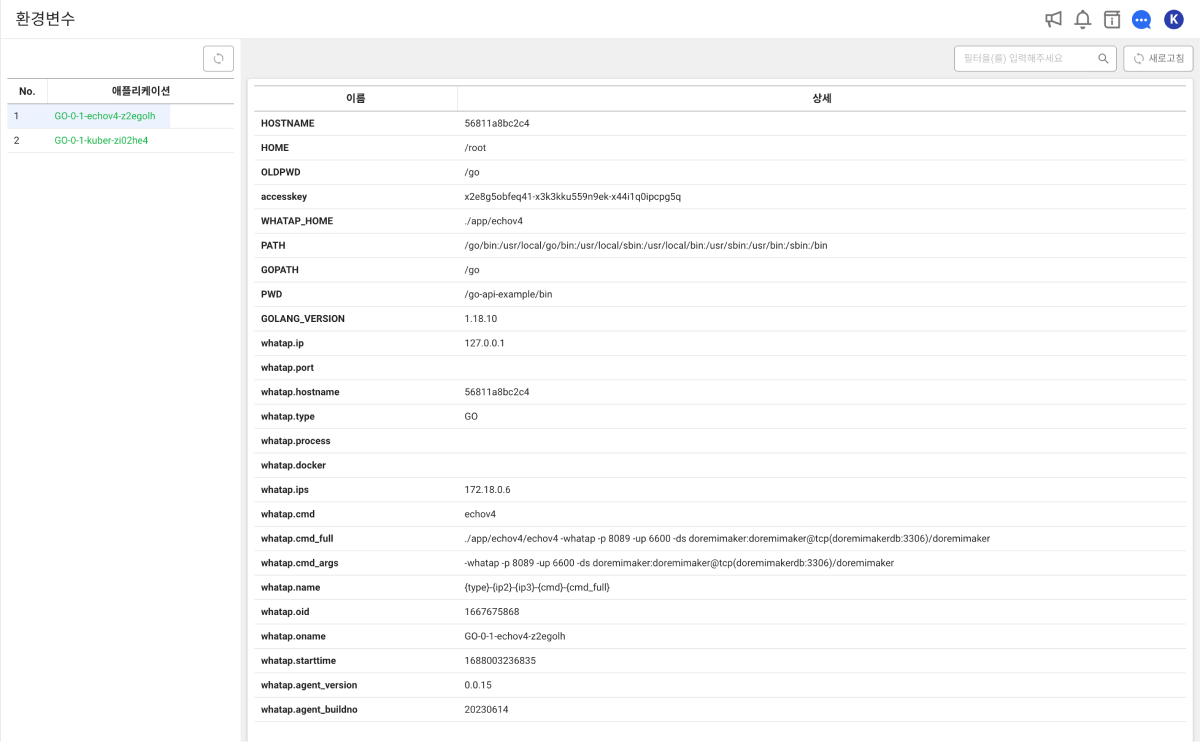 환경변수
K
필터을(를) 입력해주세요
새로고침
No. 애플리케이션
1 GO-0-1-echov4-z2egolh
2 GO-0-1-kuber-zi02he4
이름 상세
HOSTNAME 56811a8bc2c4
HOME /root
OLDPWD /go
accesskey x2e8g5obfeq41-x3k3kku559n9ek-x44i1q0ipcpg5q
WHATAP_HOME ./app/echov4
PATH /go/bin:/usr/local/go/bin:/usr/local/sbin:/usr/local/bin:/usr/sbin:/usr/bin:/sbin:/bin
GOPATH /go
PWD /go-api-example/bin
GOLANG_VERSION 1.18.10
whatap.ip 127.0.0.1
whatap.port
whatap.hostname 56811a8bc2c4
whatap.type GO
whatap.process
whatap.docker
whatap.ips 172.18.0.6
whatap.cmd echov4
whatap.cmd_full ./app/echov4/echov4 -whatap -p 8089 -up 6600 -ds doremimaker:doremimaker@tcp(doremimakerdb:3306)/doremimaker
whatap.cmd_args -whatap -p 8089 -up 6600 -ds doremimaker:doremimaker@tcp(doremimakerdb:3306)/doremimaker
whatap.name {type}-{ip2}-{ip3}-{cmd}-{cmd_full}
whatap.oid 1667675868
whatap.oname GO-0-1-echov4-z2egolh
whatap.starttime 1688003236835
whatap.agent_version 0.0.15
whatap.agent_buildno 20230614